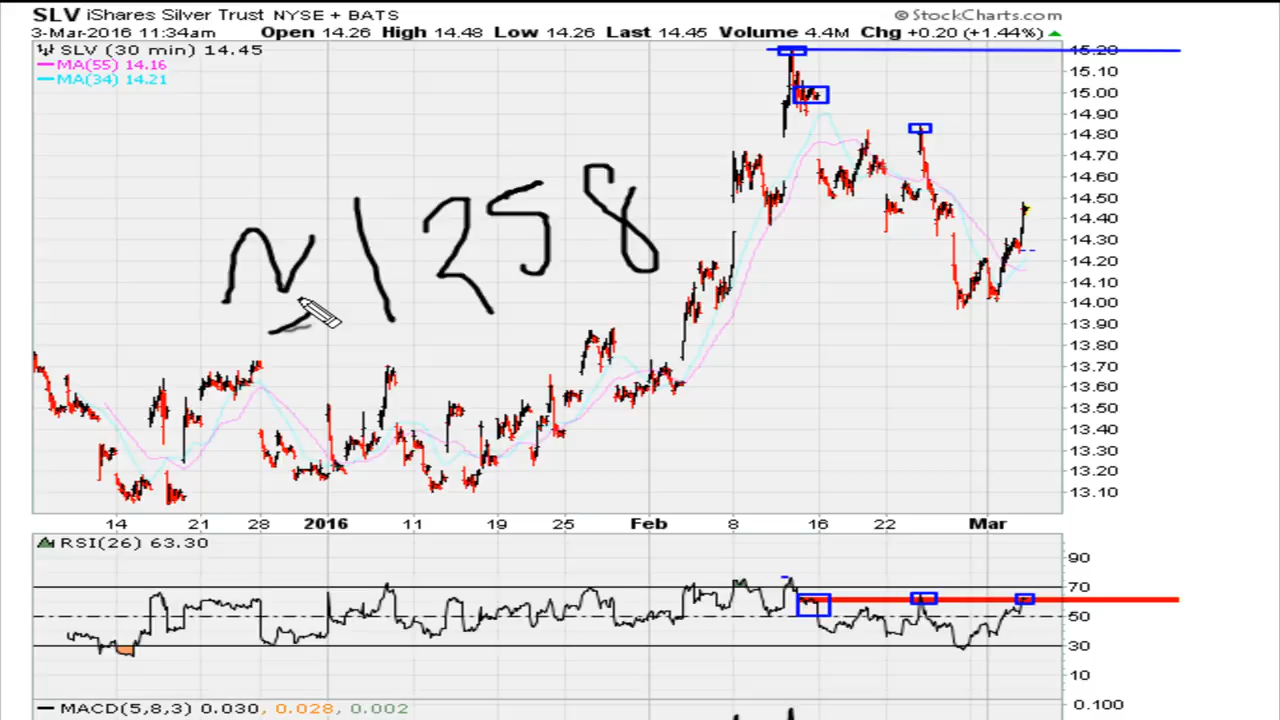 SLV iShares Silver Trust NYSE + BATS
© StockCharts.com
3-Mar-2016 11:34am
Open 14.26 High 14.48 Low 14.26 Last 14.45 Volume 4.4M Chg +0.20 (+1.44%)
SLV (30 min) 14.45
MA(55) 14.16
MA(34) 14.21
15.20
15.10
15.00
14.90
14.80
14.70
14.60
14.50
14.40
14.30
14.20
14.10
14.00
13.90
13.80
13.70
13.60
13.50
13.40
13.30
13.20
13.10
1258
14 21 28 2016 11 19 25 Feb 8 16 22 Mar
RSI(26) 63.30
90
70
50
30
10
MACD(5,8,3) 0.030, 0.028, 0.002
0.100